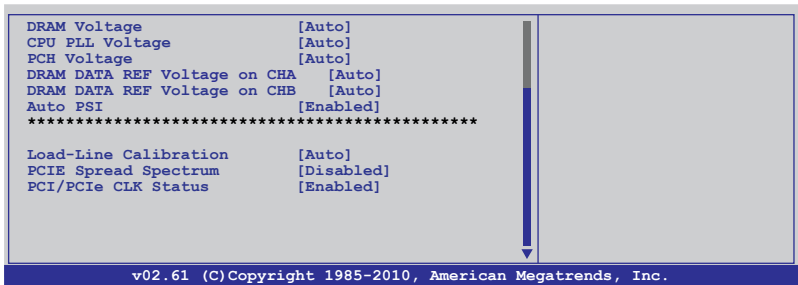 DRAM Voltage [Auto]
CPU PLL Voltage [Auto]
PCH Voltage [Auto]
DRAM DATA REF Voltage on CHA [Auto]
DRAM DATA REF Voltage on CHB [Auto]
Auto PSI [Enabled]
**************************************************
Load-Line Calibration [Auto]
PCIE Spread Spectrum [Disabled]
PCI/PCIe CLK Status [Enabled]
v02.61 (C)Copyright 1985-2010, American Megatrends, Inc.